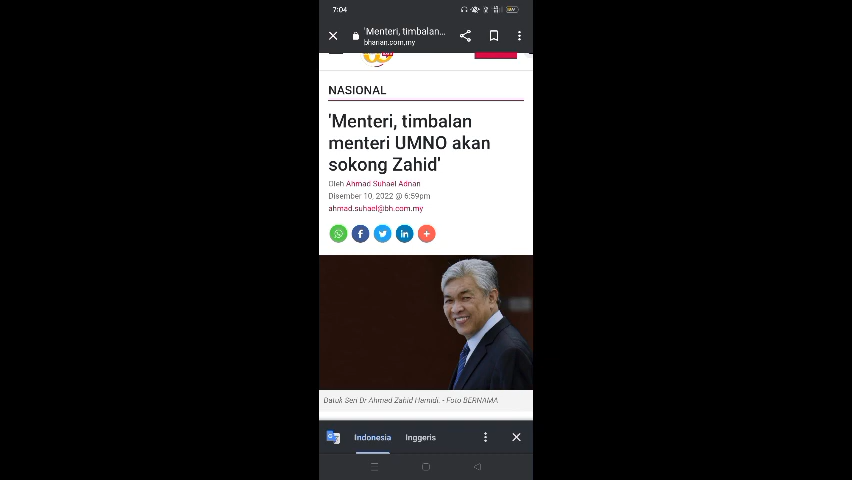 7:04
'Menteri, timbalan...
bharian.com.my
NASIONAL
'Menteri, timbalan
menteri UMNO akan
sokong Zahid'
Oleh Ahmad Suhael Adnan
Disember 10, 2022 @ 6:59pm
ahmad.suhael@bh.com.my
Datuk Seri Dr Ahmad Zahid Hamidi. - Foto BERNAMA
Indonesia Inggeris